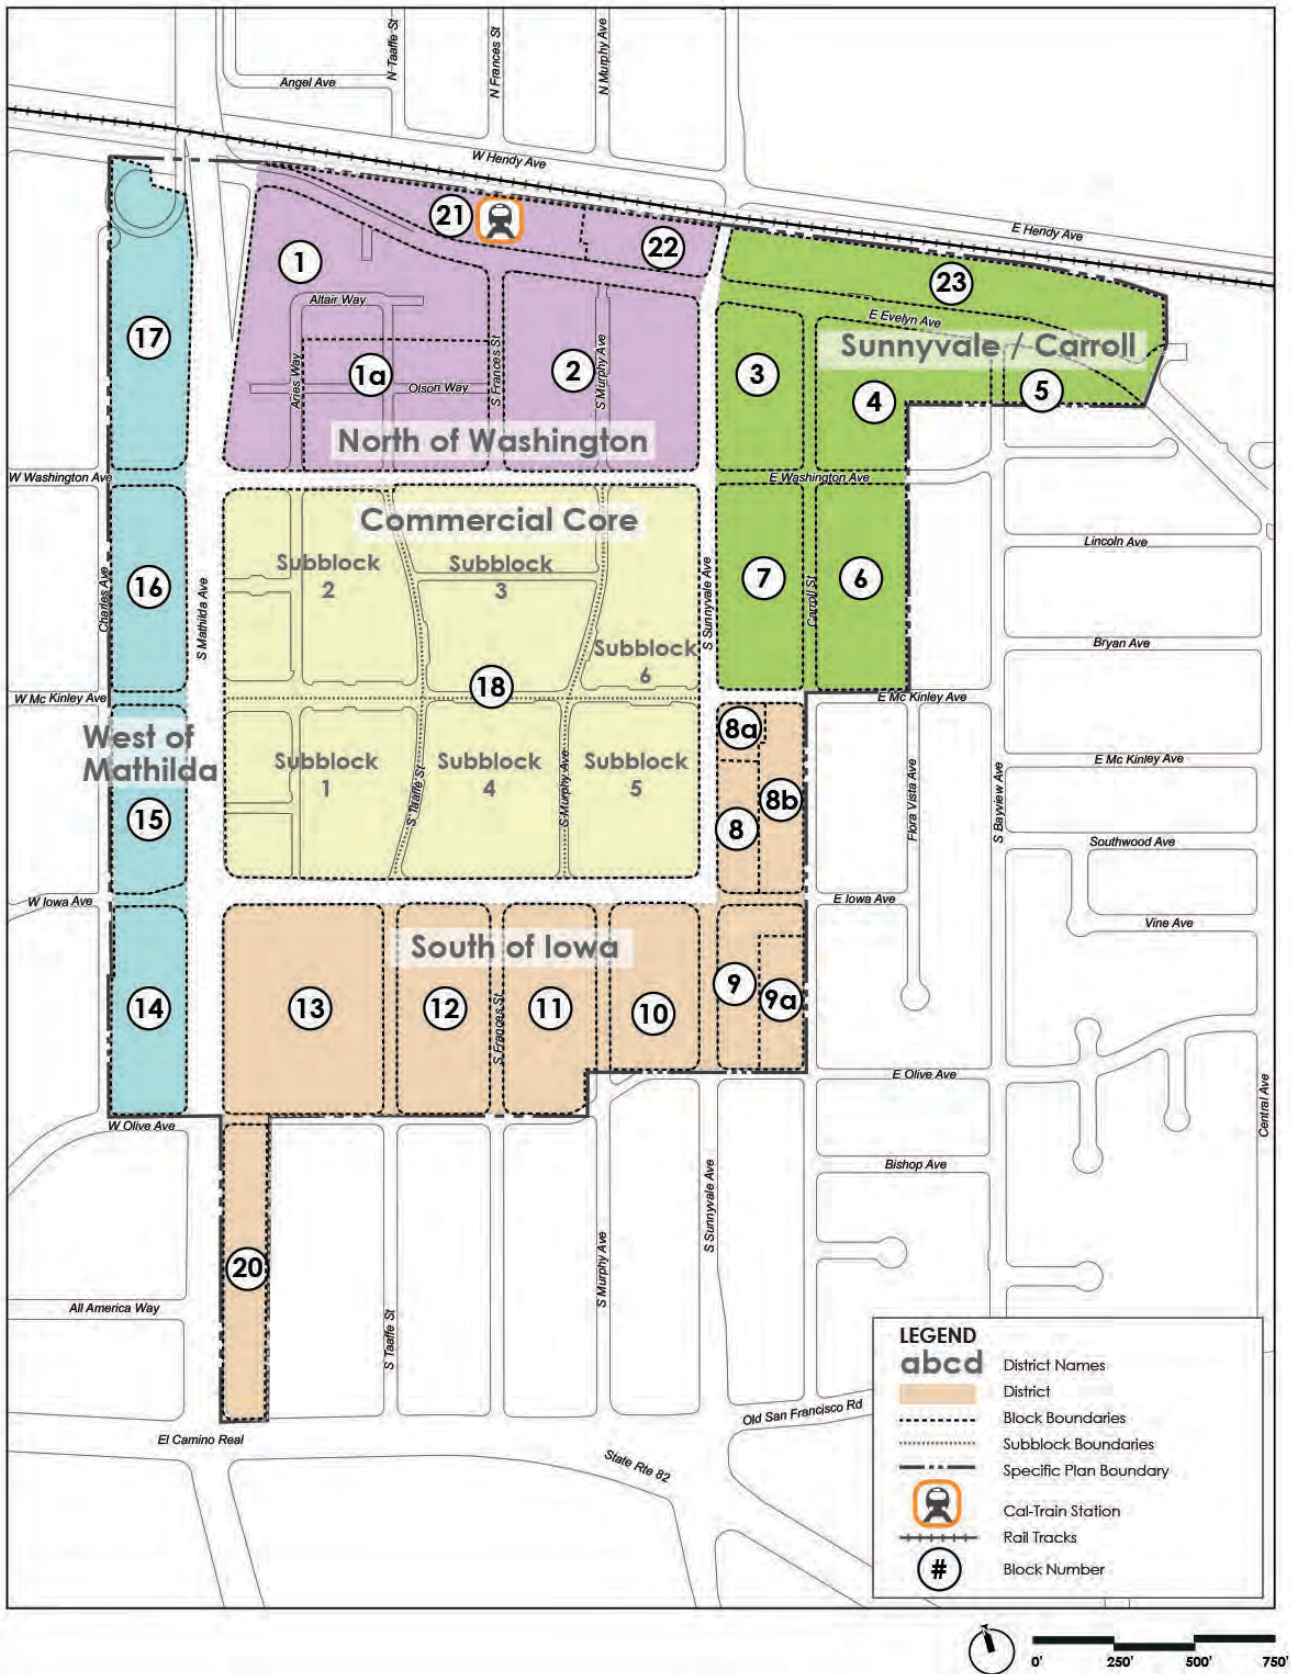 N Taaffe St
N Frances St
N Murphy Ave
Angel Ave
W Hendy Ave
E Hendy Ave
21
22
1
23
17
Altair Way
E Evelyn Ave
Sunnyvale / Carroll
Aries Way
1a
Olson Way
S Frances St
2
S Murphy Ave
3
4
5
North of Washington
W Washington Ave
E Washington Ave
Commercial Core
Lincoln Ave
Subblock
2
Subblock
3
16
Charles Ave
S Mathilda Ave
S Sunnyvale Ave
7
Carroll St
6
Subblock
6
Bryan Ave
18
W Mc Kinley Ave
E Mc Kinley Ave
West of
Mathilda
8a
Subblock
1
Subblock
4
Subblock
5
E Mc Kinley Ave
S Taaffe St
S Murphy Ave
8b
8
15
Flora Vista Ave
S Bayview Ave
Southwood Ave
W Iowa Ave
E Iowa Ave
Vine Ave
South of Iowa
14
13
12
S Frances St
11
10
9
9a
E Olive Ave
Central Ave
W Olive Ave
Bishop Ave
S Sunnyvale Ave
20
S Murphy Ave
All America Way
S Taaffe St
El Camino Real
Old San Francisco Rd
State Rte 82
LEGEND
abcd District Names
District
Block Boundaries
Subblock Boundaries
Specific Plan Boundary
Cal-Train Station
Rail Tracks
# Block Number
N
0' 250' 500' 750'